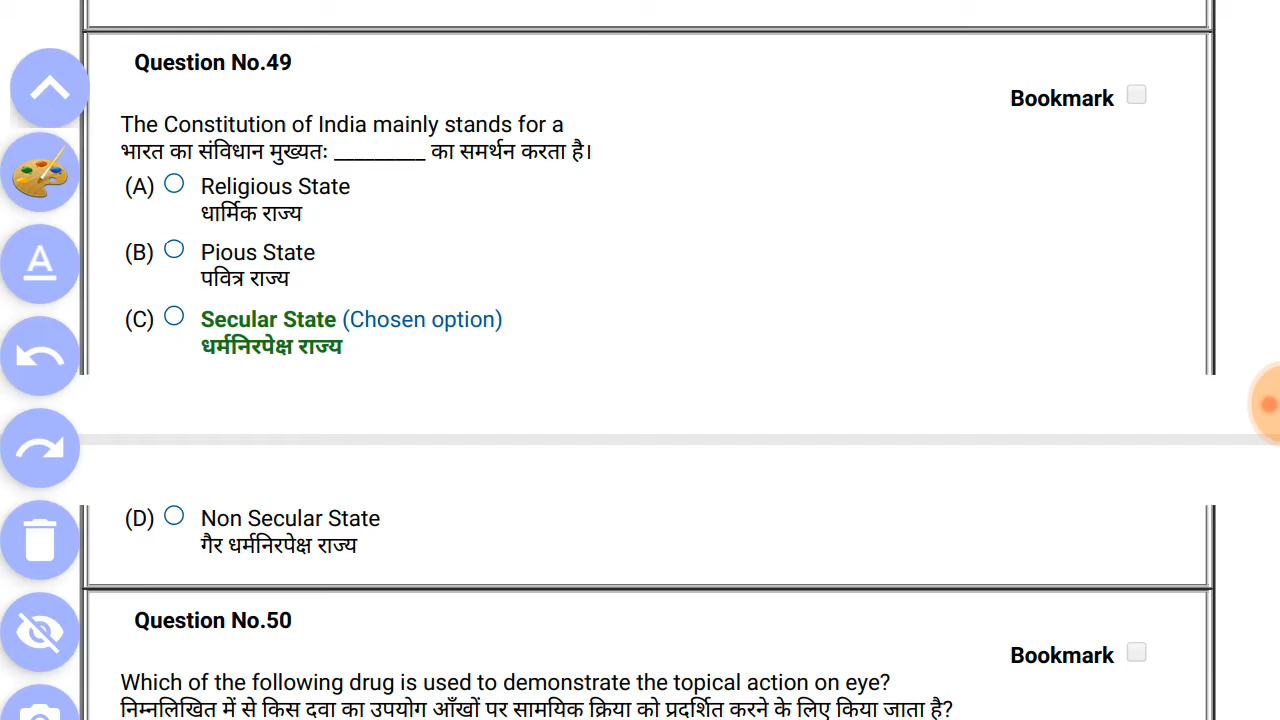 Question No.49
Bookmark
The Constitution of India mainly stands for a
भारत का संविधान मुख्यतः _________ का समर्थन करता है।
(A) Religious State
धार्मिक राज्य
(B) Pious State
पवित्र राज्य
(C) Secular State (Chosen option)
धर्मनिरपेक्ष राज्य
(D) Non Secular State
गैर धर्मनिरपेक्ष राज्य
Question No.50
Bookmark
Which of the following drug is used to demonstrate the topical action on eye?
निम्नलिखित में से किस दवा का उपयोग आँखों पर सामयिक क्रिया को प्रदर्शित करने के लिए किया जाता है?